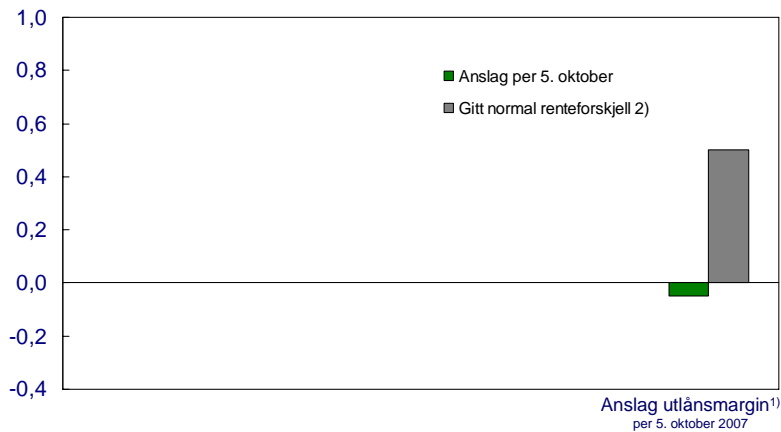 1,0
0,8
0,6
0,4
0,2
0,0
-0,2
-0,4
Anslag per 5. oktober
Gitt normal renteforskjell 2)
Anslag utlånsmargin1)
per 5. oktober 2007